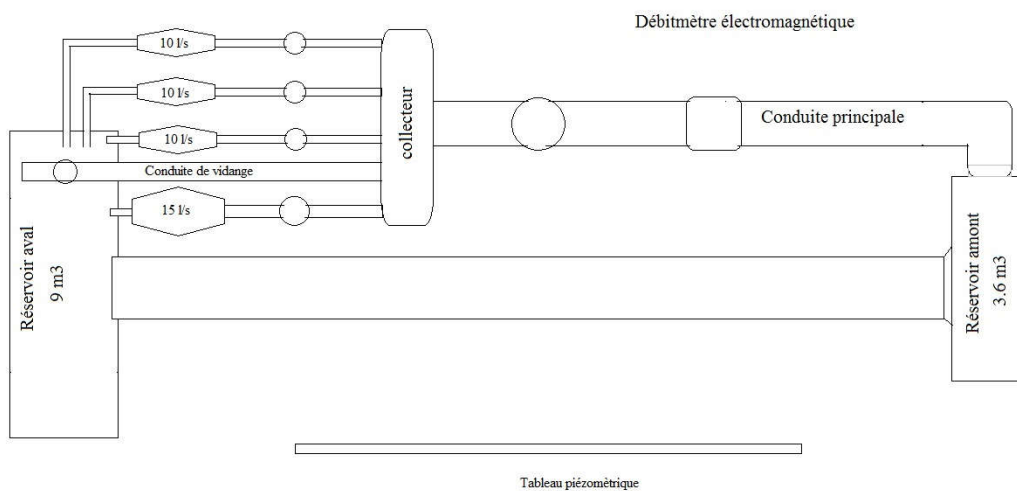 Débitmètre électromagnétique
10 l/s
10 l/s
10 l/s
Conduite de vidange
15 l/s
collecteur
Conduite principale
Réservoir aval
9 m3
Réservoir amont
3.6 m3
Tableau piézomètrique